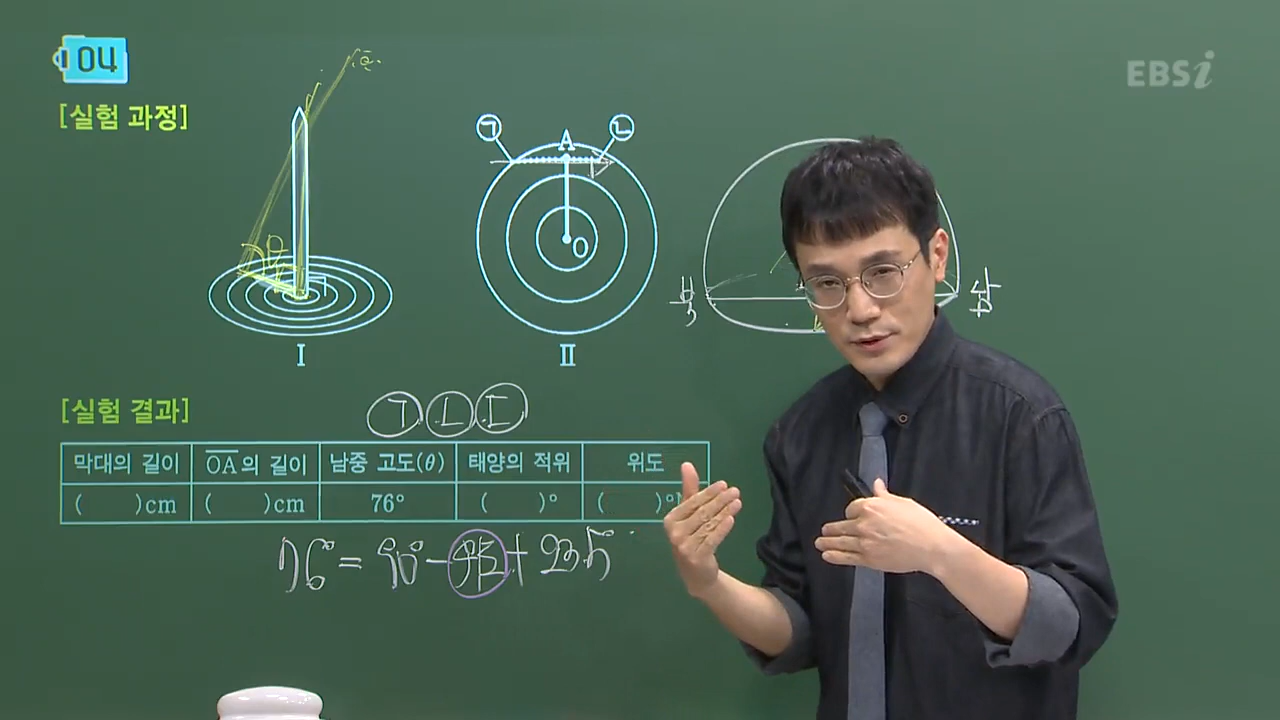 04
EBSi
[실험 과정]
ㄱ ㄴ
A
O
북 남
θ
Ⅰ Ⅱ
[실험 결과]
ㄱ ㄴ ㄷ
막대의 길이 OA의 길이 남중 고도(θ) 태양의 적위 위도
( )cm ( )cm 76° ( )° ( )°N
76° = 90° - 위도 + 23.5°